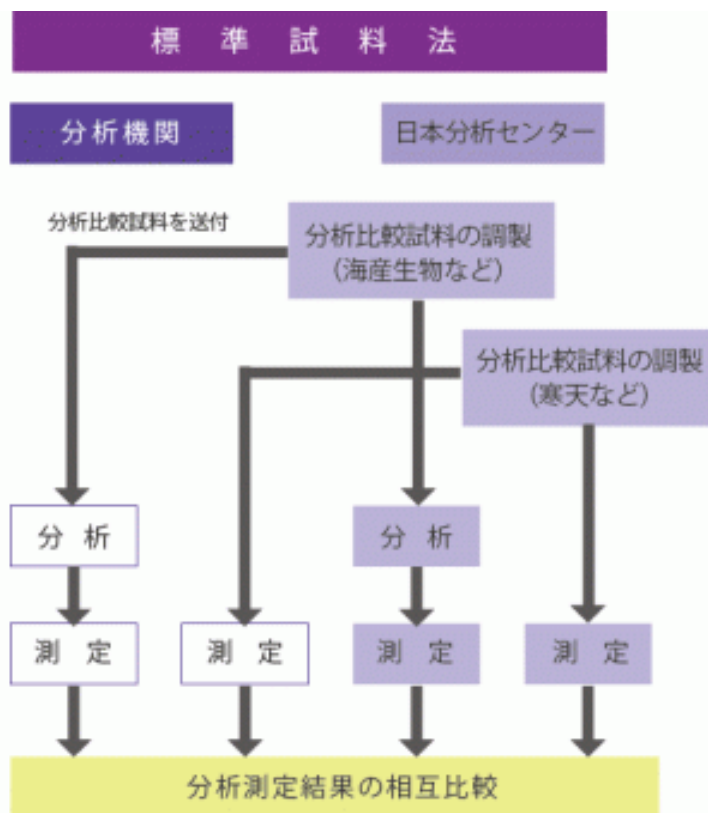 標準試料法
分析機関
日本分析センター
分析比較試料を送付
分析比較試料の調製
(海産生物など)
分析比較試料の調製
(寒天など)
分析
分析
測定
測定
測定
測定
分析測定結果の相互比較